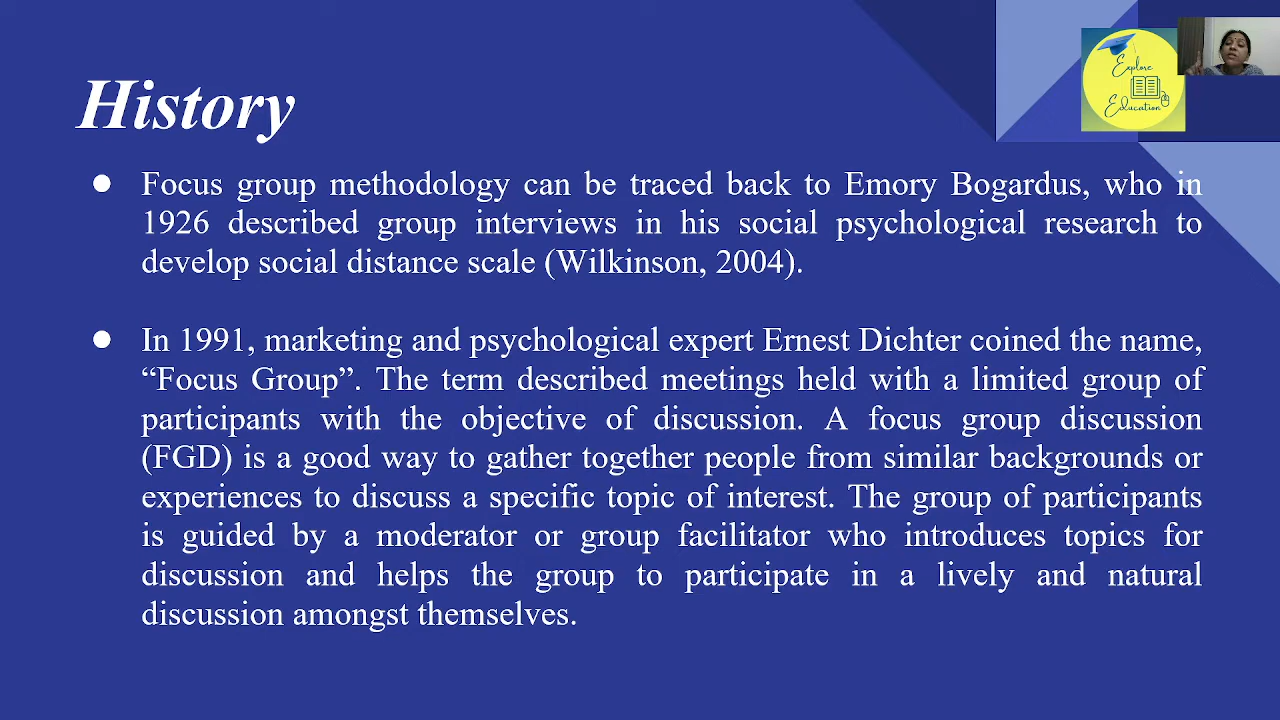 History
Explore
Education
● Focus group methodology can be traced back to Emory Bogardus, who in
1926 described group interviews in his social psychological research to
develop social distance scale (Wilkinson, 2004).
● In 1991, marketing and psychological expert Ernest Dichter coined the name,
“Focus Group”. The term described meetings held with a limited group of
participants with the objective of discussion. A focus group discussion
(FGD) is a good way to gather together people from similar backgrounds or
experiences to discuss a specific topic of interest. The group of participants
is guided by a moderator or group facilitator who introduces topics for
discussion and helps the group to participate in a lively and natural
discussion amongst themselves.